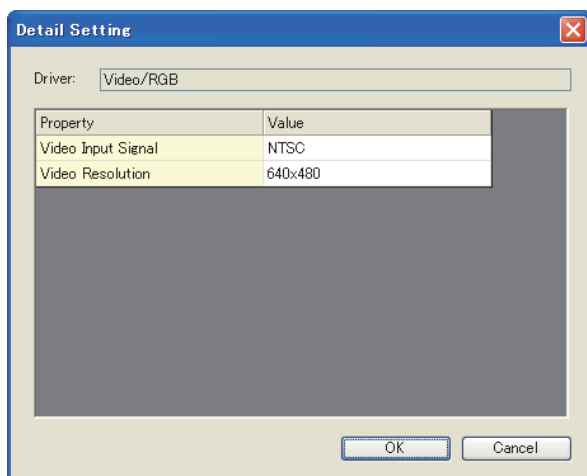 Detail Setting
Driver: Video/RGB
Property Value
Video Input Signal NTSC
Video Resolution 640x480
OK Cancel